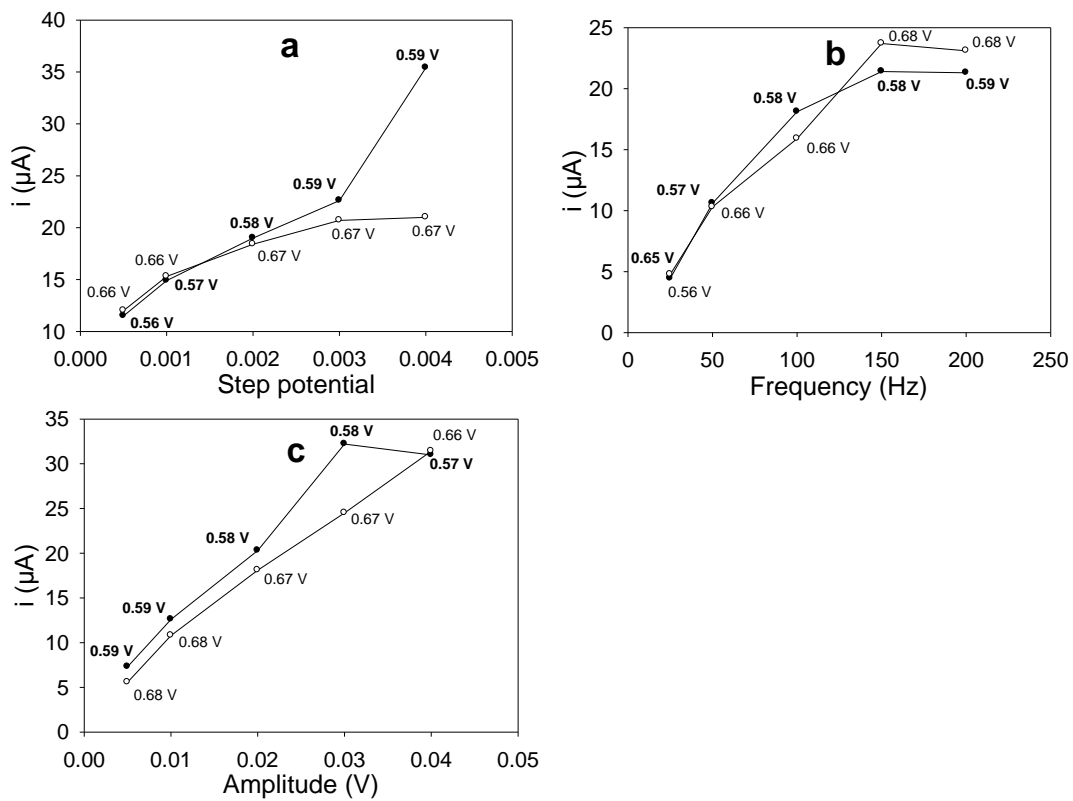 a
i (µA)
40
35
30
25
20
15
10
0.59 V
0.59 V
0.58 V
0.66 V
0.67 V
0.67 V
0.67 V
0.66 V
0.57 V
0.56 V
0.000 0.001 0.002 0.003 0.004 0.005
Step potential
b
i (µA)
25
20
15
10
5
0
0.68 V
0.68 V
0.58 V
0.58 V
0.59 V
0.66 V
0.57 V
0.66 V
0.65 V
0.56 V
0 50 100 150 200 250
Frequency (Hz)
c
i (µA)
35
30
25
20
15
10
5
0
0.58 V
0.66 V
0.57 V
0.67 V
0.58 V
0.67 V
0.59 V
0.68 V
0.59 V
0.68 V
0.00 0.01 0.02 0.03 0.04 0.05
Amplitude (V)